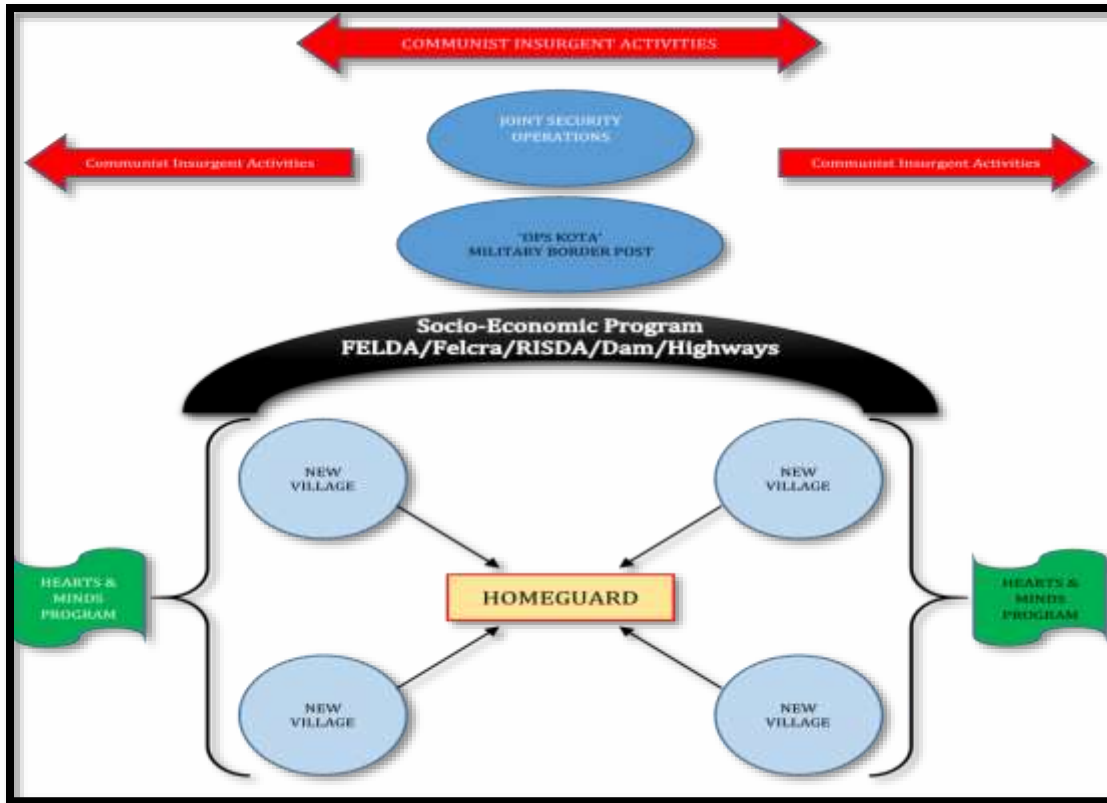 COMMUNIST INSURGENT ACTIVITIES
JOINT SECURITY
OPERATIONS
Communist Insurgent Activities
Communist Insurgent Activities
'OPS KOTA'
MILITARY BORDER POST
Socio-Economic Program
FELDA/Felcra/RISDA/Dam/Highways
NEW
VILLAGE
NEW
VILLAGE
HEARTS &
MINDS
PROGRAM
HOMEGUARD
HEARTS &
MINDS
PROGRAM
NEW
VILLAGE
NEW
VILLAGE